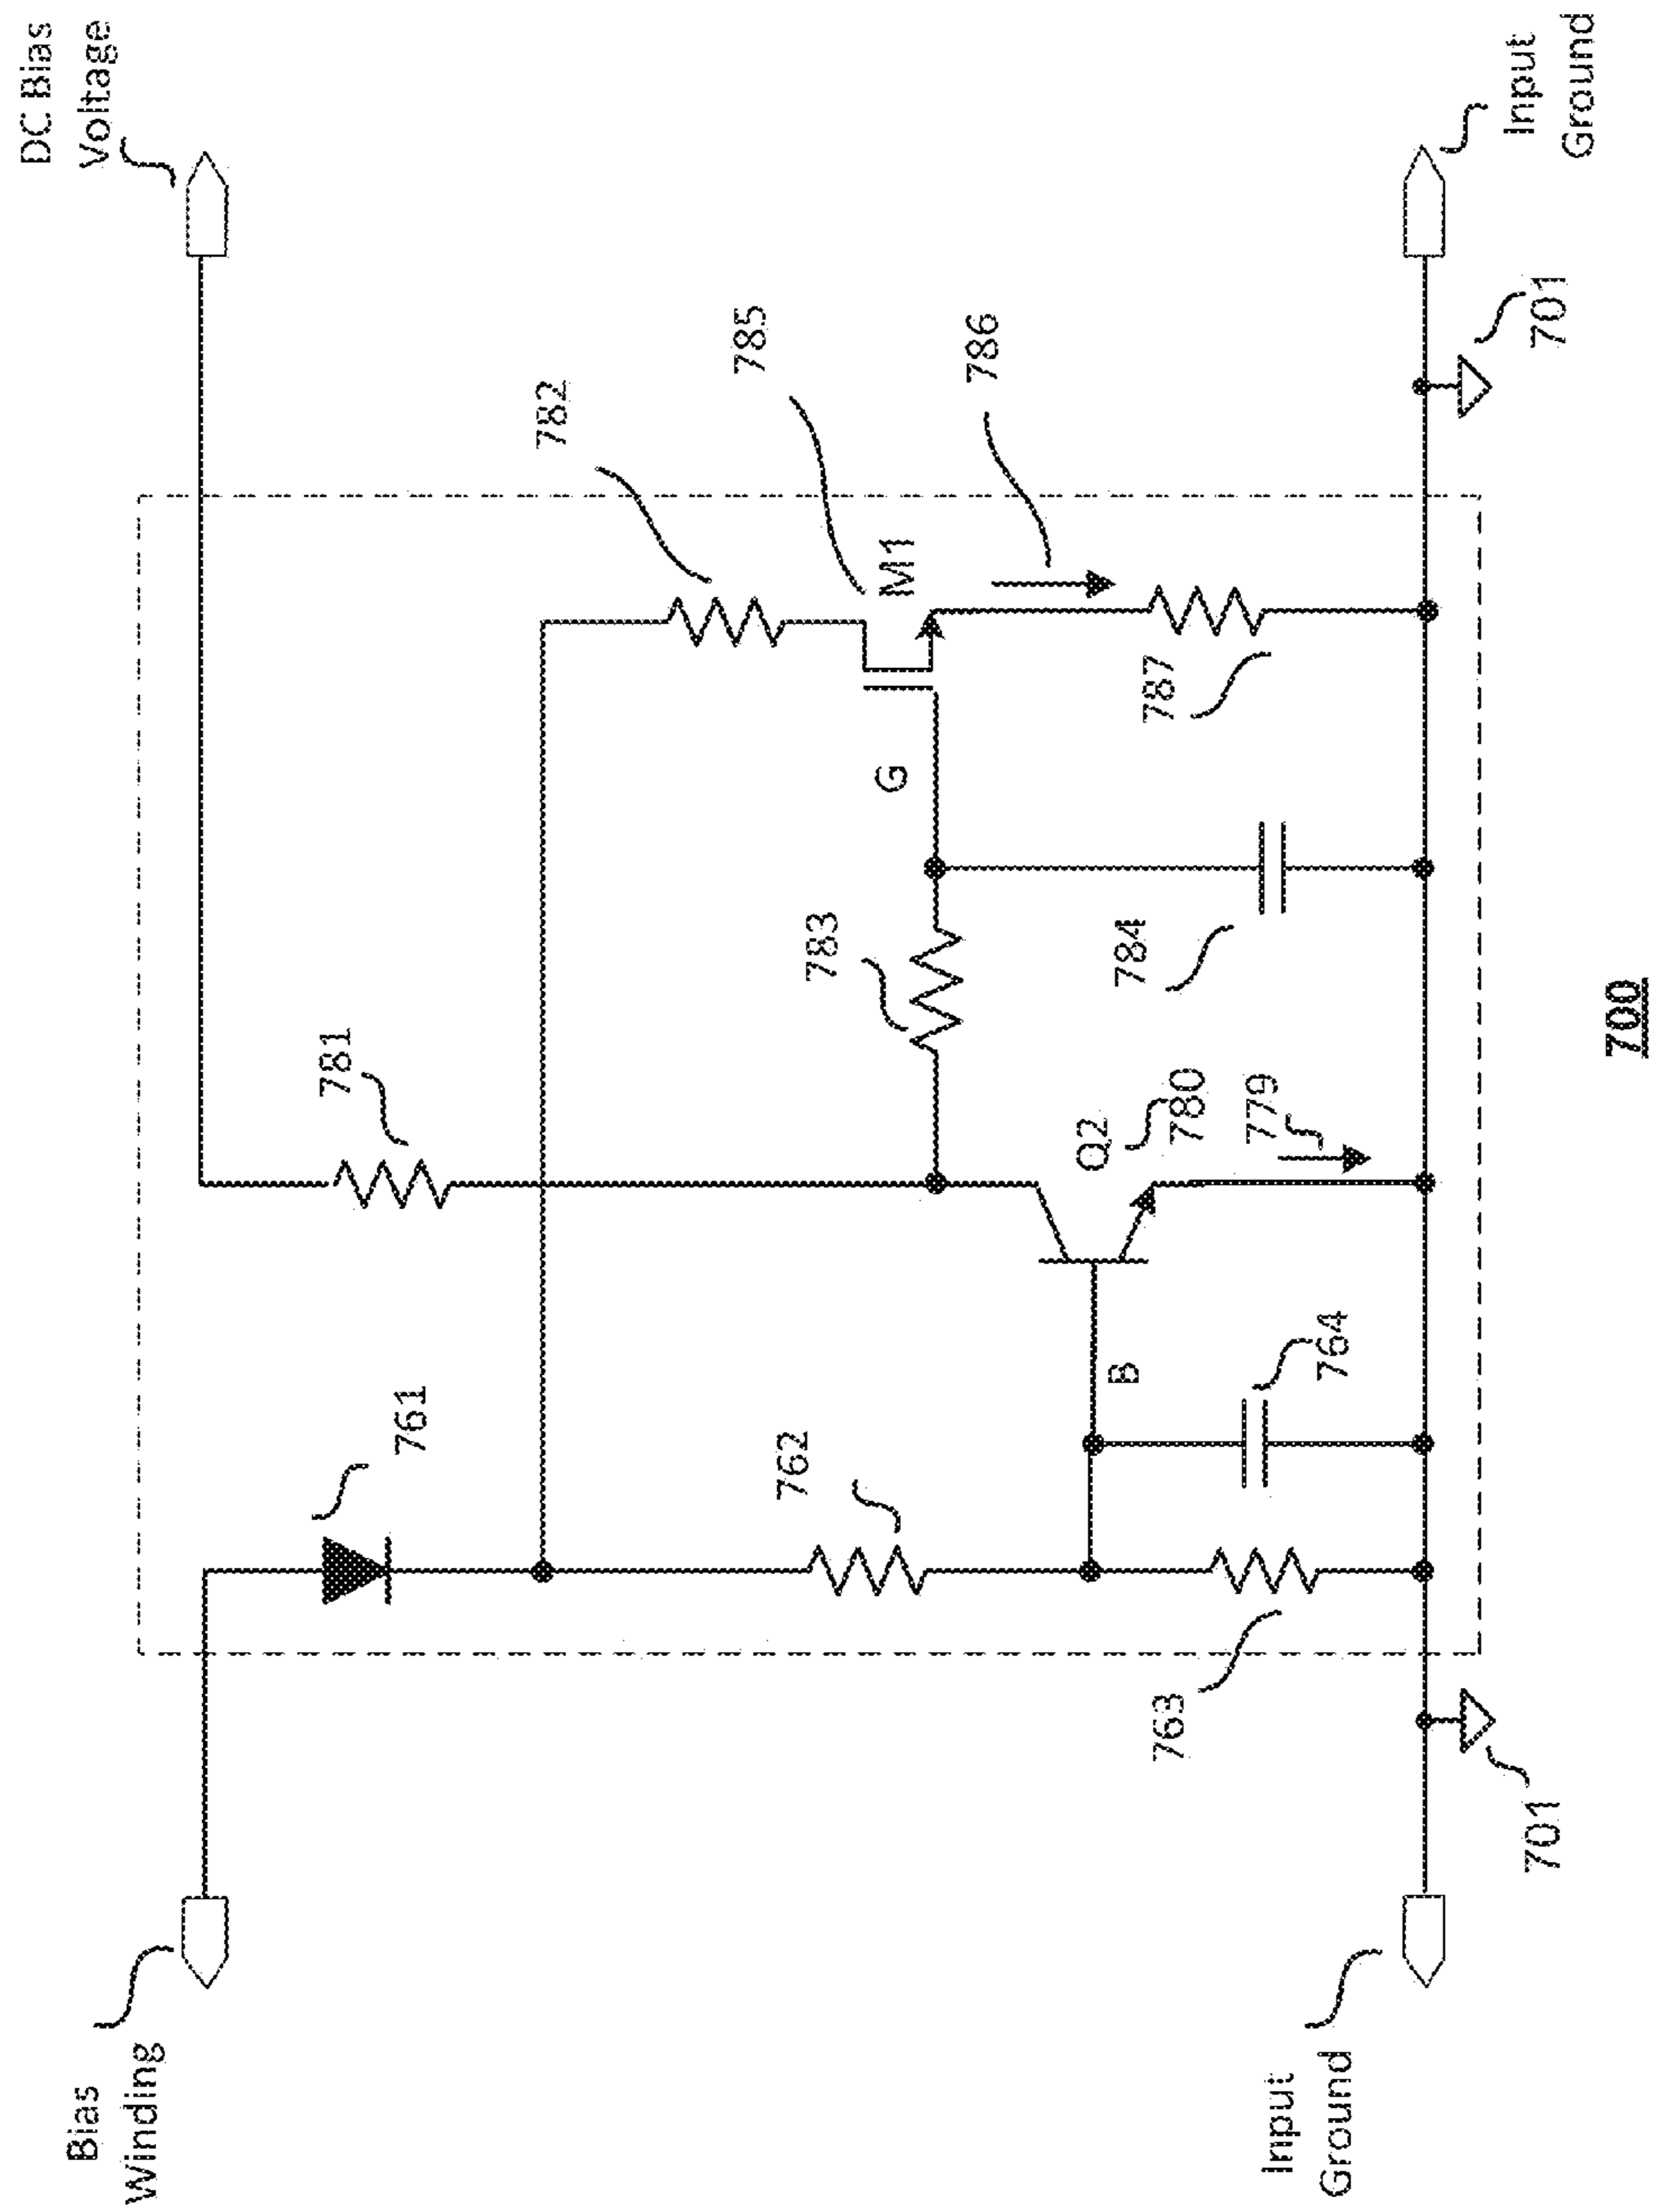 DC Bias
Voltage
Input
Ground
701
785
782
786
M1
787
G
783
784
781
Q2
780
779
B
764
761
762
763
701
Bias
Winding
Input
Ground
700